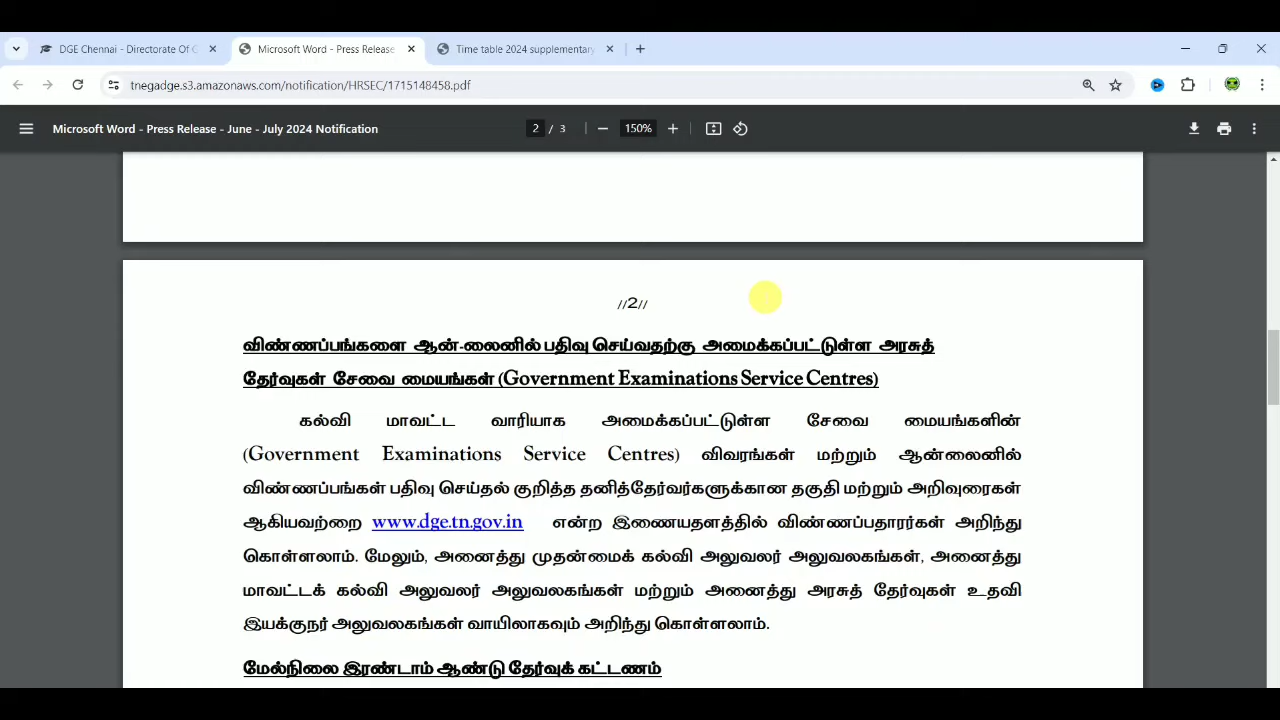 DGE Chennai - Directorate Of G
Microsoft Word - Press Release
Time table 2024 supplementary
tnegadge.s3.amazonaws.com/notification/HRSEC/1715148458.pdf
Microsoft Word - Press Release - June - July 2024 Notification
2 / 3
150%
//2//
விண்ணப்பங்களை ஆன்-லைனில் பதிவு செய்வதற்கு அமைக்கப்பட்டுள்ள அரசுத்
தேர்வுகள் சேவை மையங்கள் (Government Examinations Service Centres)
கல்வி மாவட்ட வாரியாக அமைக்கப்பட்டுள்ள சேவை மையங்களின்
(Government Examinations Service Centres) விவரங்கள் மற்றும் ஆன்லைனில்
விண்ணப்பங்கள் பதிவு செய்தல் குறித்த தனித்தேர்வர்களுக்கான தகுதி மற்றும் அறிவுரைகள்
ஆகியவற்றை www.dge.tn.gov.in என்ற இணையதளத்தில் விண்ணப்பதாரர்கள் அறிந்து
கொள்ளலாம். மேலும், அனைத்து முதன்மைக் கல்வி அலுவலர் அலுவலகங்கள், அனைத்து
மாவட்டக் கல்வி அலுவலர் அலுவலகங்கள் மற்றும் அனைத்து அரசுத் தேர்வுகள் உதவி
இயக்குநர் அலுவலகங்கள் வாயிலாகவும் அறிந்து கொள்ளலாம்.
மேல்நிலை இரண்டாம் ஆண்டு தேர்வுக் கட்டணம்